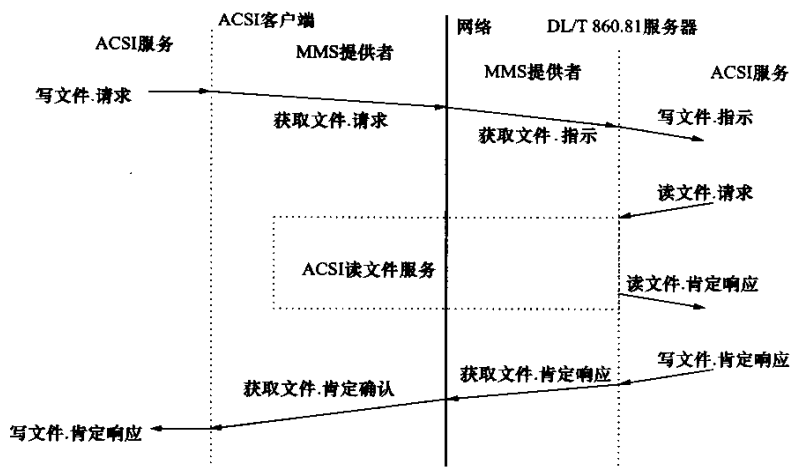 ACSI客户端
ACSI服务
MMS提供者
网络
DL/T 860.81服务器
MMS提供者
ACSI服务
写文件.请求
获取文件.请求
获取文件.指示
写文件.指示
读文件.请求
ACSI读文件服务
读文件.肯定响应
写文件.肯定响应
获取文件.肯定响应
获取文件.肯定确认
写文件.肯定响应